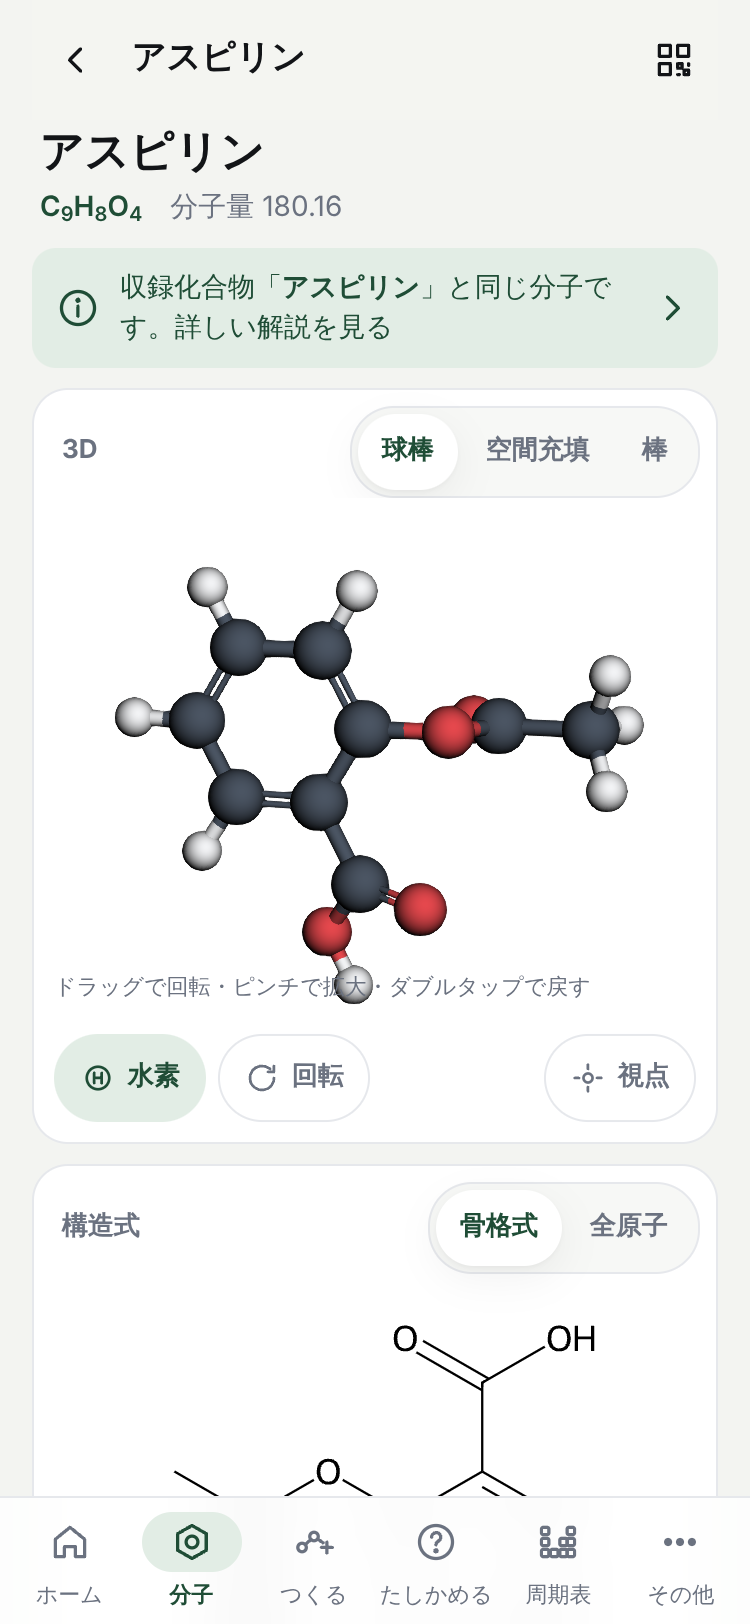 アスピリン
アスピリン
C₉H₈O₄ 分子量 180.16
収録化合物「アスピリン」と同じ分子で
す。詳しい解説を見る
3D 球棒 空間充填 棒
ドラッグで回転・ピンチで拡大・ダブルタップで戻す
H 水素 回転 視点
構造式 骨格式 全原子
O OH
O
ホーム 分子 つくる たしかめる 周期表 その他